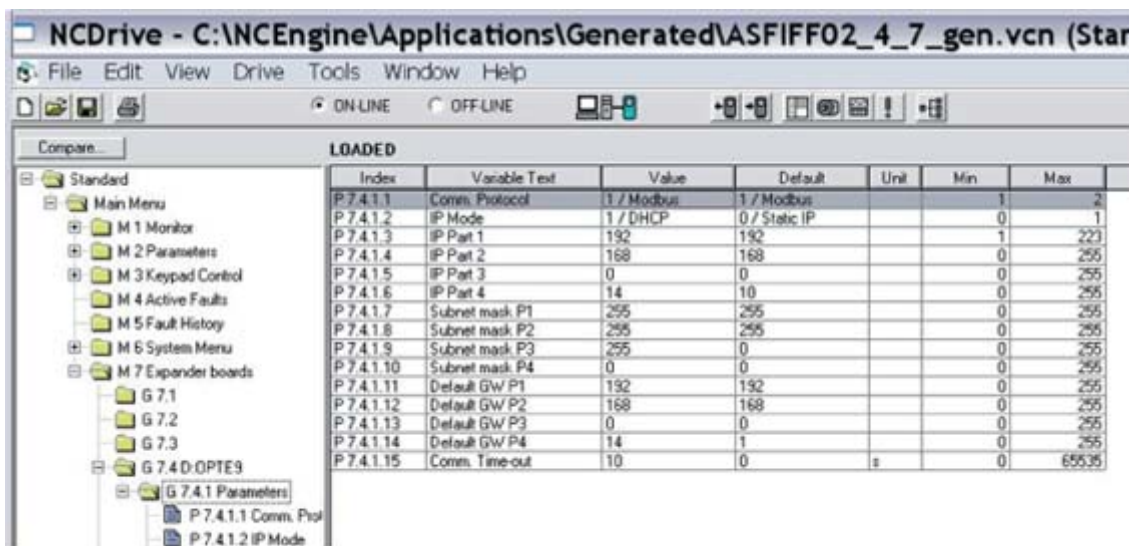 NCDrive - C:\NCEngine\Applications\Generated\ASFIFF02_4_7_gen.vcn (Star
File Edit View Drive Tools Window Help
ON-LINE OFF-LINE
Compare... LOADED
Index Variable Text Value Default Unit Min Max
P 7.4.1.1 Comm. Protocol 1 / Modbus 1 / Modbus 1 2
P 7.4.1.2 IP Mode 1 / DHCP 0 / Static IP 0 1
P 7.4.1.3 IP Part 1 192 192 1 223
P 7.4.1.4 IP Part 2 168 168 0 255
P 7.4.1.5 IP Part 3 0 0 0 255
P 7.4.1.6 IP Part 4 14 10 0 255
P 7.4.1.7 Subnet mask P1 255 255 0 255
P 7.4.1.8 Subnet mask P2 255 255 0 255
P 7.4.1.9 Subnet mask P3 255 0 0 255
P 7.4.1.10 Subnet mask P4 0 0 0 255
P 7.4.1.11 Default GW P1 192 192 0 255
P 7.4.1.12 Default GW P2 168 168 0 255
P 7.4.1.13 Default GW P3 0 0 0 255
P 7.4.1.14 Default GW P4 14 1 0 255
P 7.4.1.15 Comm. Time-out 10 0 s 0 65535
Standard
Main Menu
M 1 Monitor
M 2 Parameters
M 3 Keypad Control
M 4 Active Faults
M 5 Fault History
M 6 System Menu
M 7 Expander boards
G 7.1
G 7.2
G 7.3
G 7.4 D:OPTE9
G 7.4.1 Parameters
P 7.4.1.1 Comm. Prot
P 7.4.1.2 IP Mode